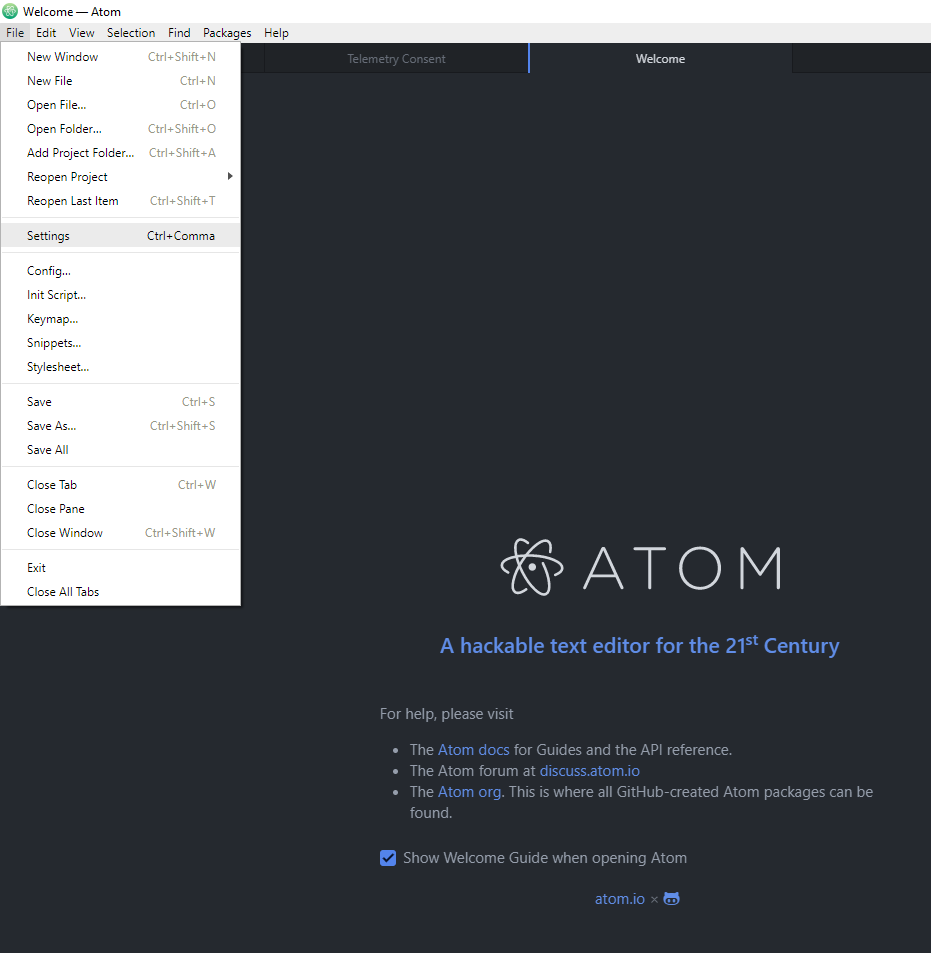 Welcome — Atom
File Edit View Selection Find Packages Help
Telemetry Consent Welcome
New Window Ctrl+Shift+N
New File Ctrl+N
Open File... Ctrl+O
Open Folder... Ctrl+Shift+O
Add Project Folder... Ctrl+Shift+A
Reopen Project
Reopen Last Item Ctrl+Shift+T
Settings Ctrl+Comma
Config...
Init Script...
Keymap...
Snippets...
Stylesheet...
Save Ctrl+S
Save As... Ctrl+Shift+S
Save All
Close Tab Ctrl+W
Close Pane
Close Window Ctrl+Shift+W
Exit
Close All Tabs
ATOM
A hackable text editor for the 21st Century
For help, please visit
• The Atom docs for Guides and the API reference.
• The Atom forum at discuss.atom.io
• The Atom org. This is where all GitHub-created Atom packages can be
found.
Show Welcome Guide when opening Atom
atom.io ×